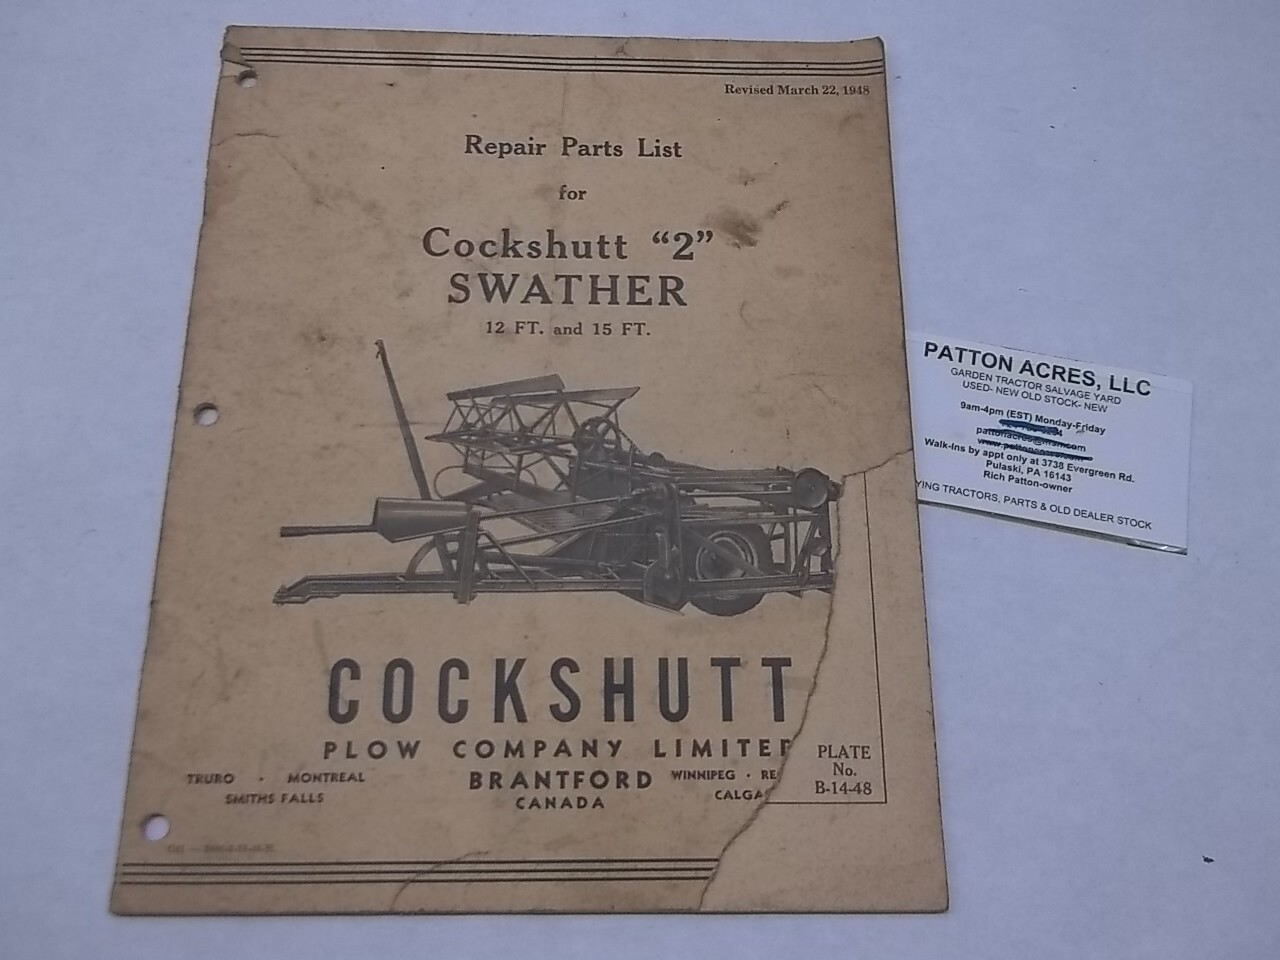 Revised March 22, 1948
Repair Parts List
for
Cockshutt "2"
SWATHER
12 FT. and 15 FT.
COCKSHUTT
PLOW COMPANY LIMITED
TRURO · MONTREAL
SMITHS FALLS
BRANTFORD
CANADA
WINNIPEG · RE
CALGA
PLATE
No.
B-14-48
PATTON ACRES, LLC
GARDEN TRACTOR SALVAGE YARD
USED- NEW OLD STOCK- NEW
9am-4pm (EST) Monday-Friday
Walk-Ins by appt only at 3738 Evergreen Rd.
Pulaski, PA 16143
Rich Patton-owner
YING TRACTORS, PARTS & OLD DEALER STOCK